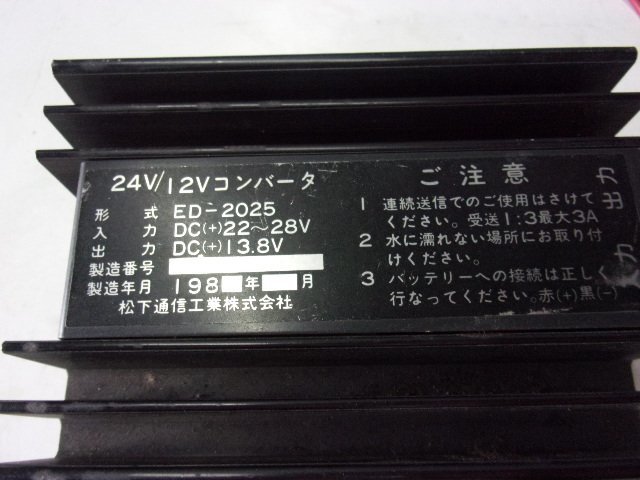 24V/12Vコンバータ
形式 ED-2025
入力 DC(+)22〜28V
出力 DC(+)13.8V
製造番号
製造年月 198 年 月
松下通信工業株式会社
ご注意
1 連続送信でのご使用はさけて
ください。受送1:3最大3A
2 水に濡れない場所にお取り付
けください。
3 バッテリーへの接続は正しく
行なってください。赤(+)黒(-)
出力
入力